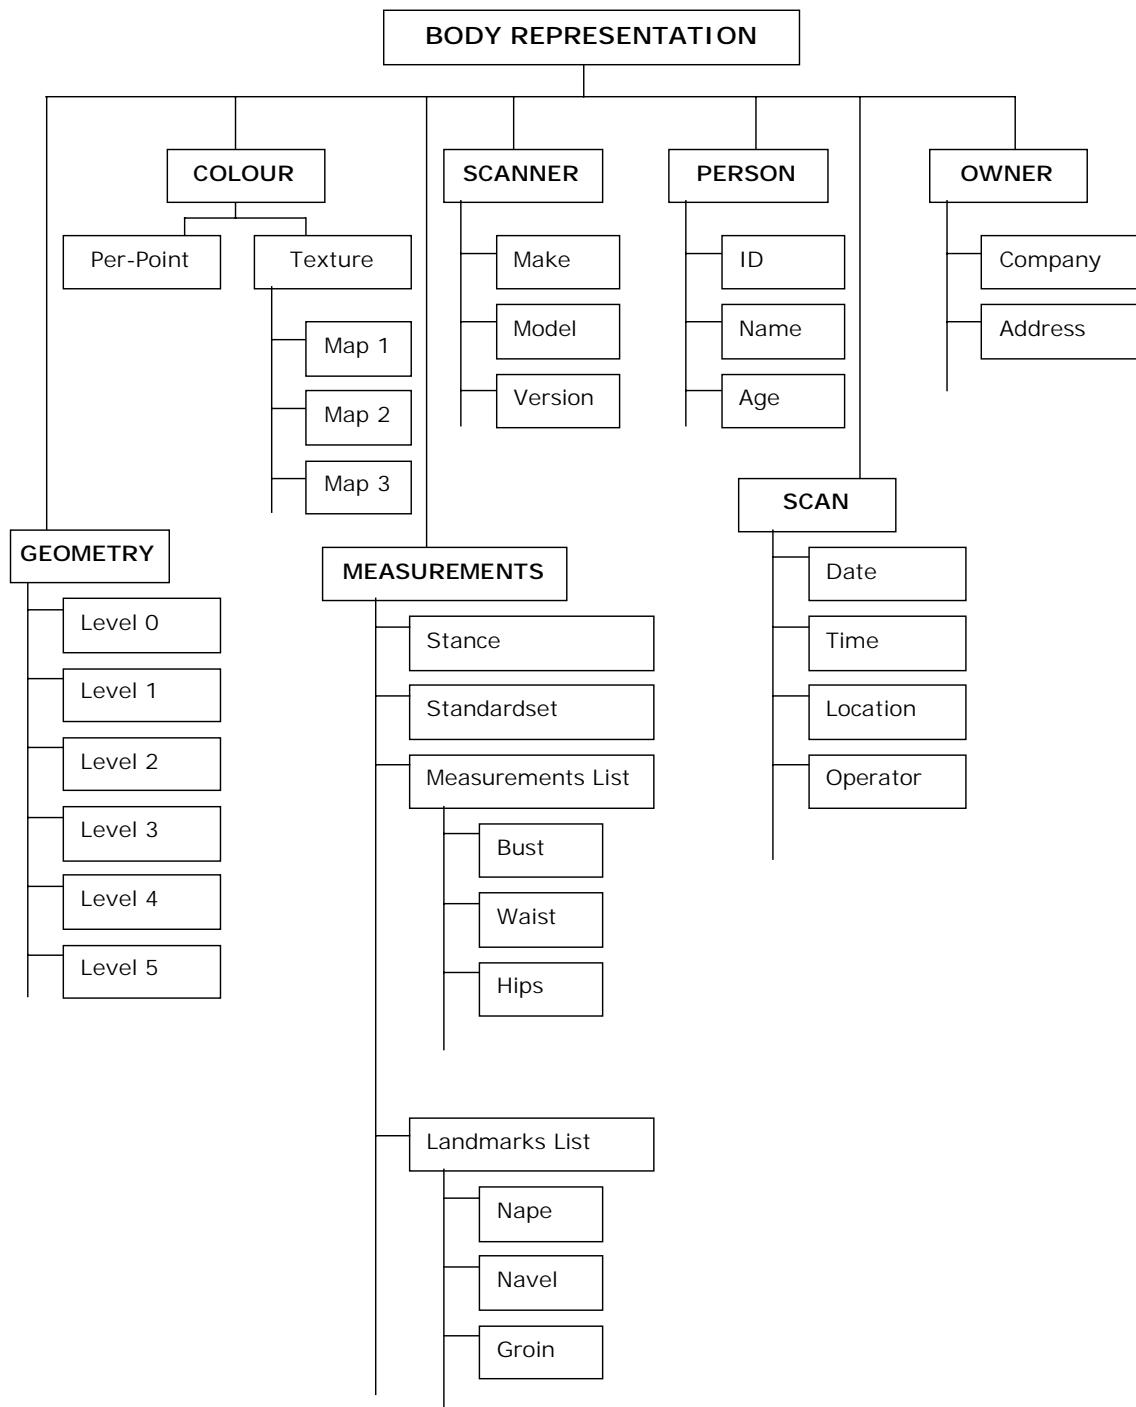 BODY REPRESENTATION
COLOUR
SCANNER
PERSON
OWNER
Per-Point
Texture
Make
ID
Company
Model
Name
Address
Map 1
Map 2
Version
Age
Map 3
SCAN
GEOMETRY
MEASUREMENTS
Date
Level 0
Stance
Time
Level 1
Standardset
Location
Level 2
Measurements List
Operator
Level 3
Bust
Level 4
Waist
Level 5
Hips
Landmarks List
Nape
Navel
Groin